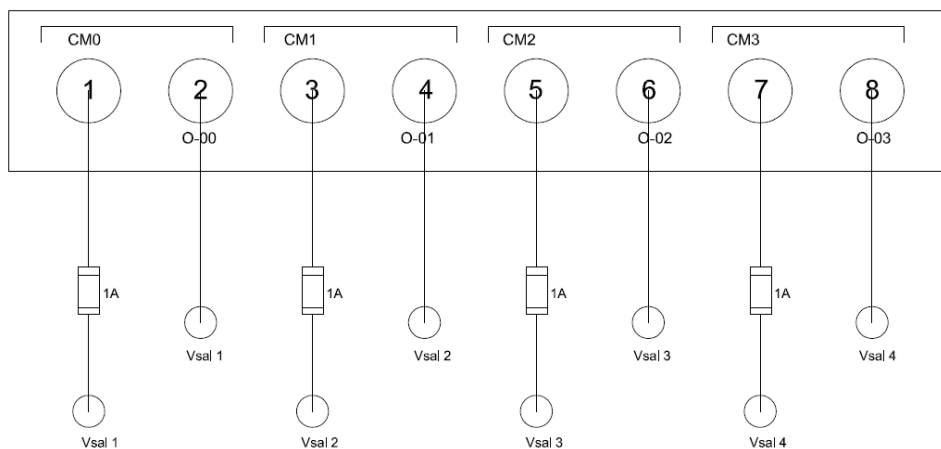 CM0 CM1 CM2 CM3
1 2 3 4 5 6 7 8
O-00 O-01 O-02 O-03
1A 1A 1A 1A
Vsal 1 Vsal 2 Vsal 3 Vsal 4
Vsal 1 Vsal 2 Vsal 3 Vsal 4